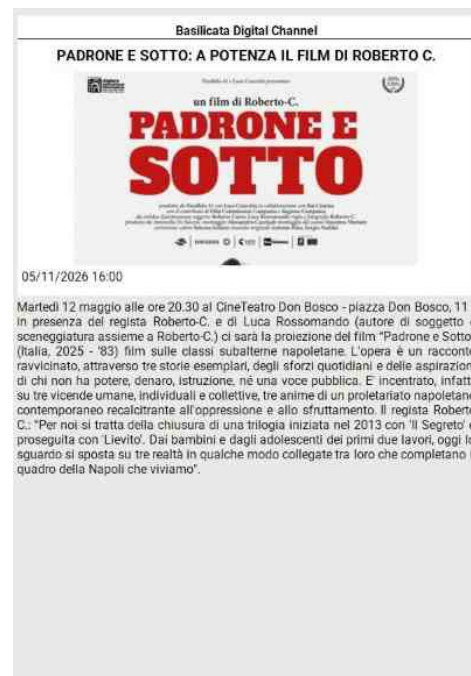 Basilicata Digital Channel
PADRONE E SOTTO: A POTENZA IL FILM DI ROBERTO C.
un film di Roberto-C.
PADRONE E
SOTTO
05/11/2026 16:00
Martedì 12 maggio alle ore 20.30 al CineTeatro Don Bosco - piazza Don Bosco, 11 -
in presenza del regista Roberto-C. e di Luca Rossomando (autore di soggetto e
sceneggiatura assieme a Roberto-C.) ci sarà la proiezione del film "Padrone e Sotto"
(Italia, 2025 - '83) film sulle classi subalterne napoletane. L'opera è un racconto
ravvicinato, attraverso tre storie esemplari, degli sforzi quotidiani e delle aspirazioni
di chi non ha potere, denaro, istruzione, né una voce pubblica. E' incentrato, infatti,
su tre vicende umane, individuali e collettive, tre anime di un proletariato napoletano
contemporaneo recalcitrante all'oppressione e allo sfruttamento. Il regista Roberto
C.: "Per noi si tratta della chiusura di una trilogia iniziata nel 2013 con 'Il Segreto' e
proseguita con 'Lievito'. Dai bambini e dagli adolescenti dei primi due lavori, oggi lo
sguardo si sposta su tre realtà in qualche modo collegate tra loro che completano il
quadro della Napoli che viviamo".